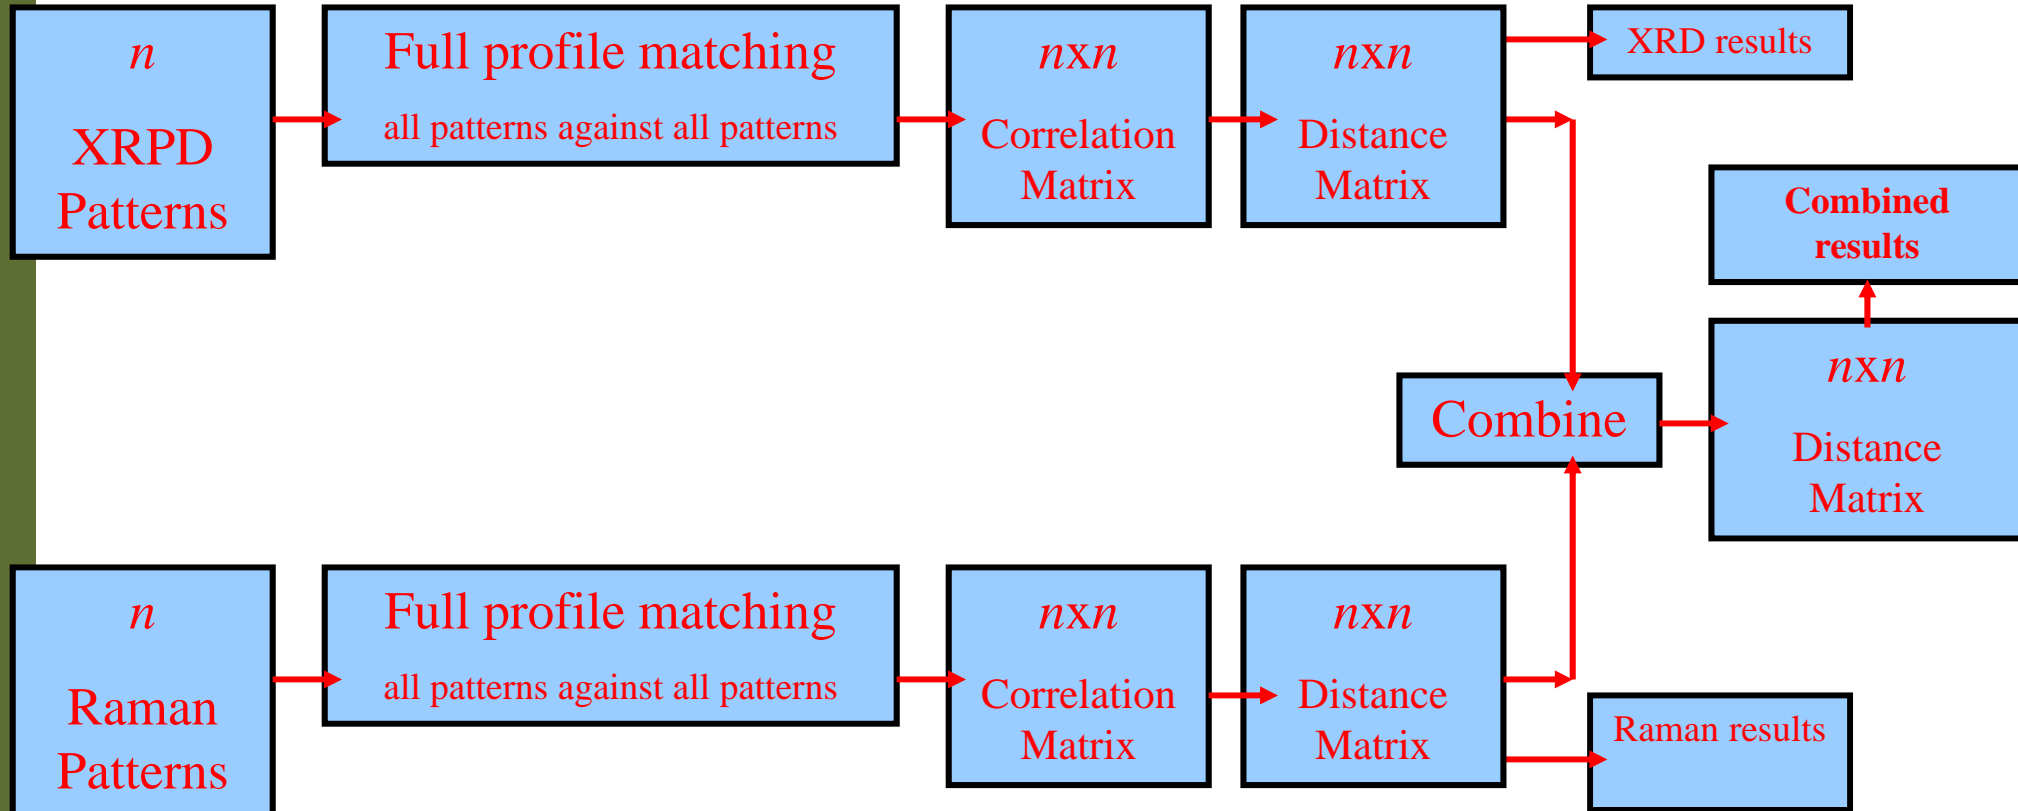 n
XRPD
Patterns
Full profile matching
all patterns against all patterns
nxn
Correlation
Matrix
nxn
Distance
Matrix
XRD results
Combined
results
Combine
nxn
Distance
Matrix
n
Raman
Patterns
Full profile matching
all patterns against all patterns
nxn
Correlation
Matrix
nxn
Distance
Matrix
Raman results